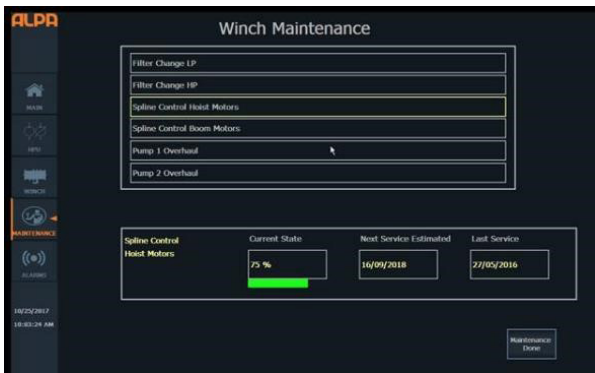 ALPA
Winch Maintenance
Filter Change LP
Filter Change HP
Spline Control Hoist Motors
Spline Control Boom Motors
Pump 1 Overhaul
Pump 2 Overhaul
MAIN
HPU
WINCH
MAINTENANCE
ALARMS
Spline Control
Hoist Motors
Current State
75 %
Next Service Estimated
16/09/2018
Last Service
27/05/2016
10/25/2017
10:03:24 AM
Maintenance
Done